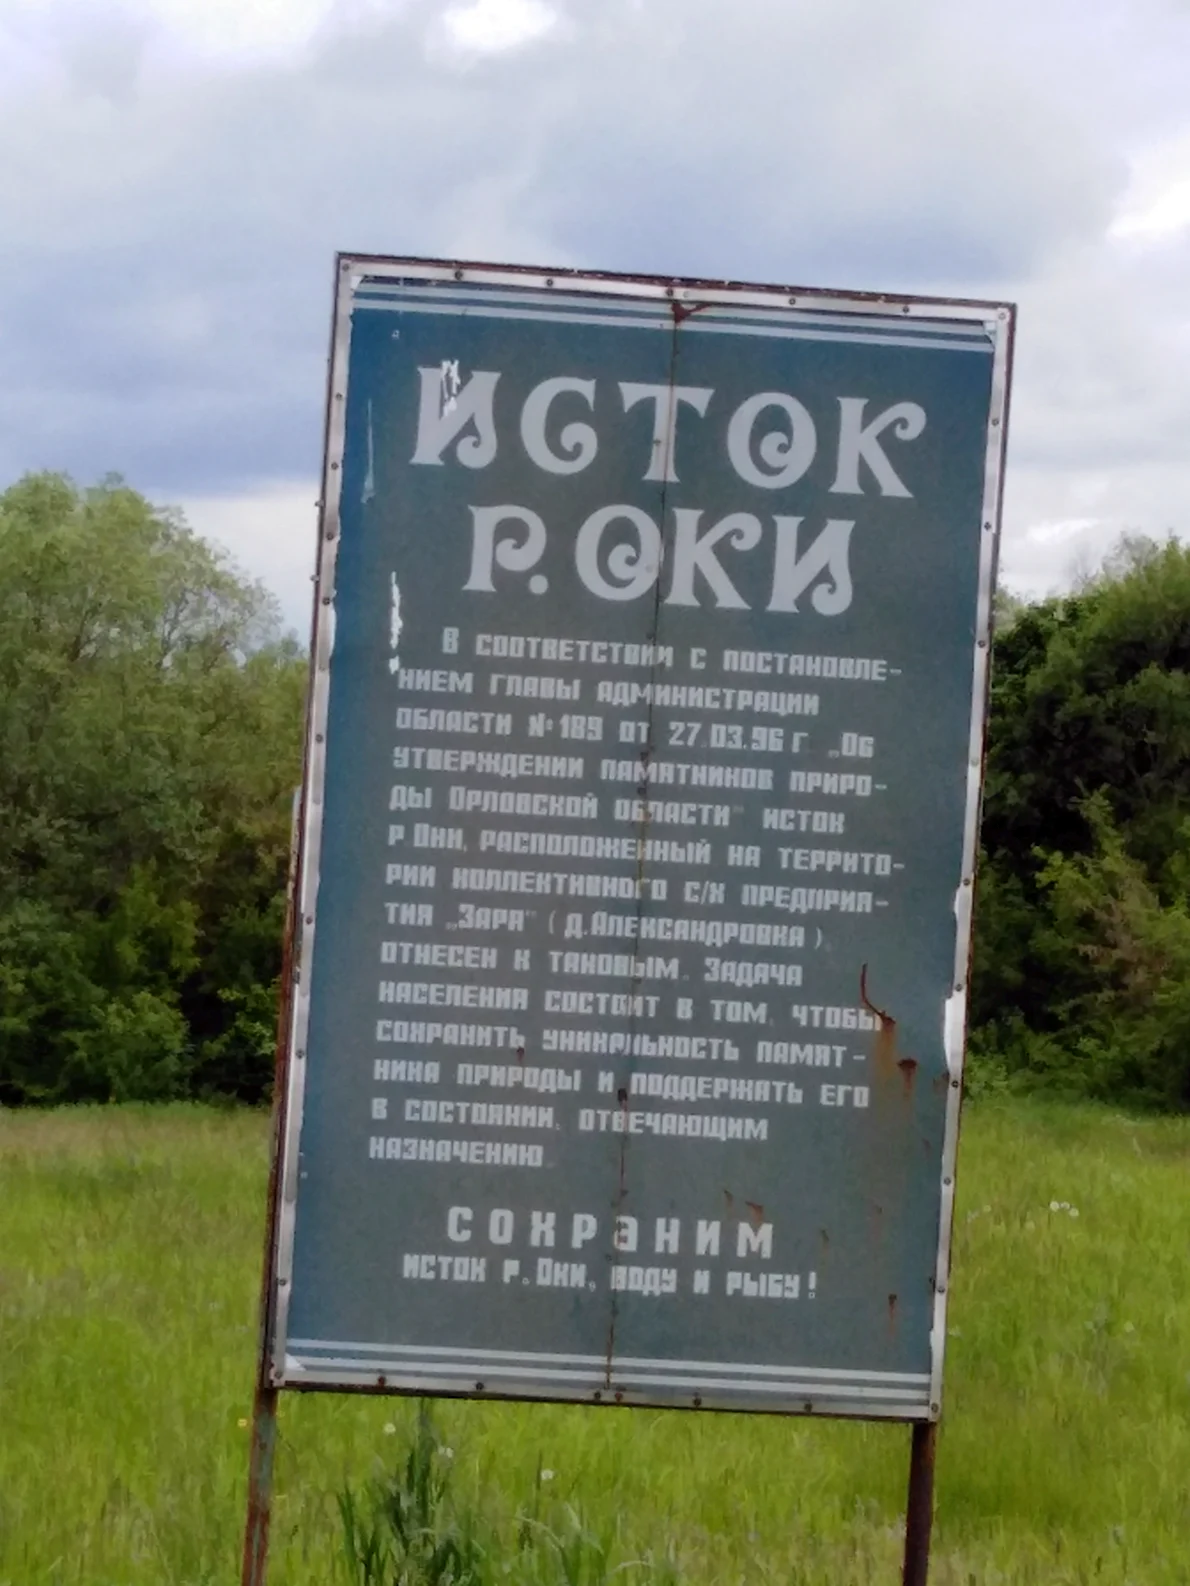 ИСТОК
Р. ОКИ
В СООТВЕТСТВИИ С ПОСТАНОВЛЕ-
НИЕМ ГЛАВЫ АДМИНИСТРАЦИИ
ОБЛАСТИ № 189 ОТ 27.03.96 Г „ОБ
УТВЕРЖДЕНИИ ПАМЯТНИКОВ ПРИРО-
ДЫ ОРЛОВСКОЙ ОБЛАСТИ" ИСТОК
Р ОКИ, РАСПОЛОЖЕННЫЙ НА ТЕРРИТО-
РИИ КОЛЛЕКТИВНОГО С/Х ПРЕДПРИЯ-
ТИЯ „ЗАРЯ" ( Д.АЛЕКСАНДРОВКА ),
ОТНЕСЕН К ТАКОВЫМ. ЗАДАЧА
НАСЕЛЕНИЯ СОСТОИТ В ТОМ, ЧТОБЫ
СОХРАНИТЬ УНИКАЛЬНОСТЬ ПАМЯТ-
НИКА ПРИРОДЫ И ПОДДЕРЖАТЬ ЕГО
В СОСТОЯНИИ, ОТВЕЧАЮЩИМ
НАЗНАЧЕНИЮ.
СОХРАНИМ
ИСТОК Р. ОКИ, ВОДУ И РЫБУ!